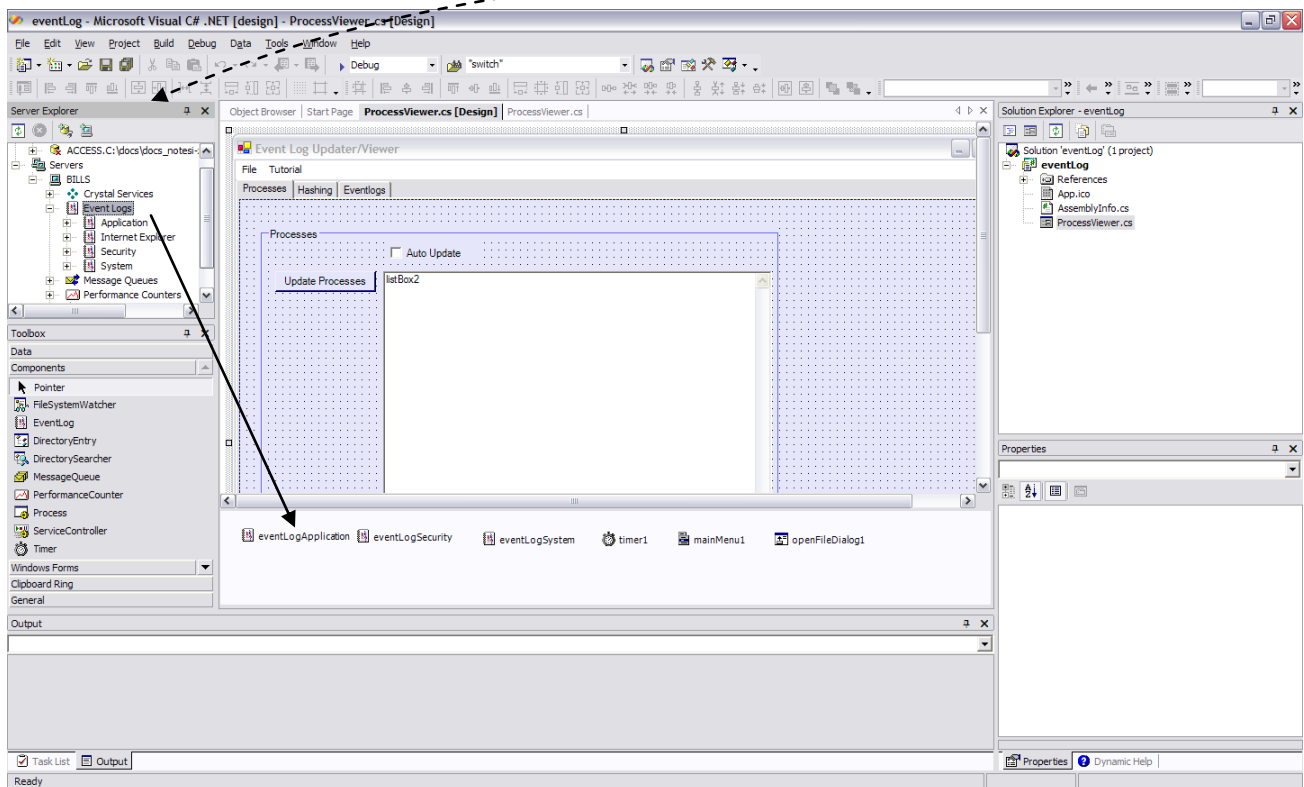 eventLog - Microsoft Visual C# .NET [design] - ProcessViewer.cs [Design]
File Edit View Project Build Debug Data Tools Window Help
Debug "switch"
Server Explorer
ACCESS.C:\docs\docs_notesi-
Servers
BILLS
Crystal Services
Event Logs
Application
Internet Explorer
Security
System
Message Queues
Performance Counters
Toolbox
Data
Components
Pointer
FileSystemWatcher
EventLog
DirectoryEntry
DirectorySearcher
MessageQueue
PerformanceCounter
Process
ServiceController
Timer
Windows Forms
Clipboard Ring
General
Object Browser Start Page ProcessViewer.cs [Design] ProcessViewer.cs
Event Log Updater/Viewer
File Tutorial
Processes Hashing Eventlogs
Processes
Auto Update
Update Processes
listBox2
eventLogApplication eventLogSecurity eventLogSystem timer1 mainMenu1 openFileDialog1
Solution Explorer - eventLog
Solution 'eventLog' (1 project)
eventLog
References
App.ico
AssemblyInfo.cs
ProcessViewer.cs
Properties
Output
Task List Output
Properties Dynamic Help
Ready